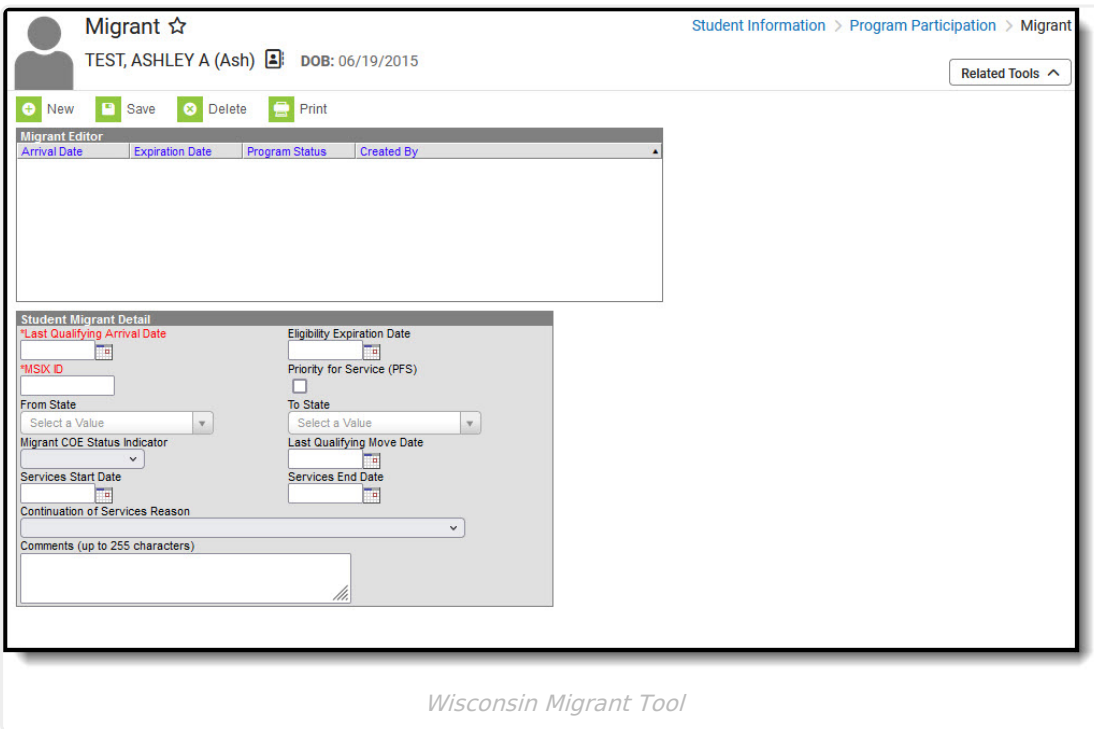 Migrant
Student Information > Program Participation > Migrant
TEST, ASHLEY A (Ash) DOB: 06/19/2015
Related Tools
New Save Delete Print
Migrant Editor
Arrival Date Expiration Date Program Status Created By
Student Migrant Detail
*Last Qualifying Arrival Date Eligibility Expiration Date
*MSIX ID Priority for Service (PFS)
From State To State
Select a Value Select a Value
Migrant COE Status Indicator Last Qualifying Move Date
Services Start Date Services End Date
Continuation of Services Reason
Comments (up to 255 characters)
Wisconsin Migrant Tool